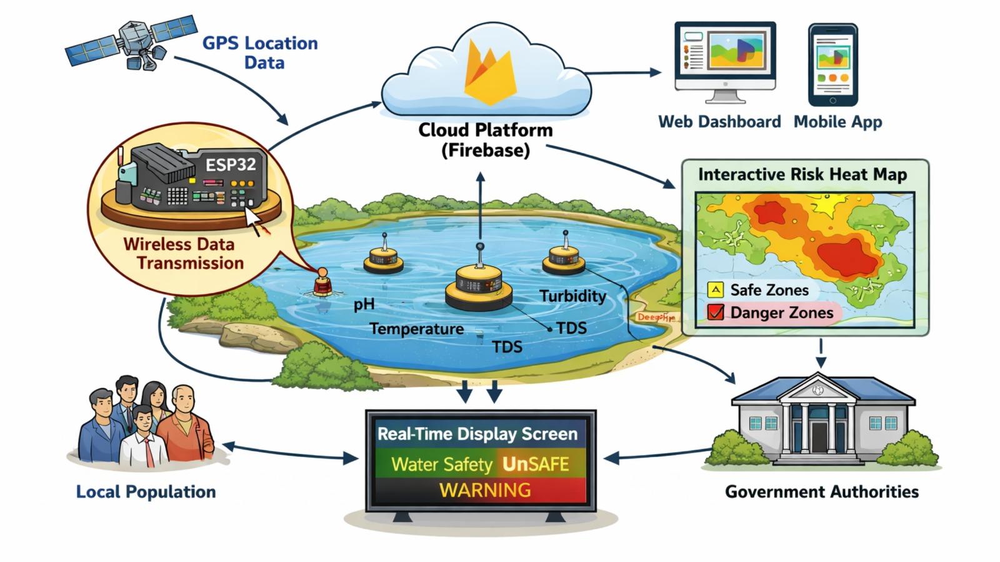 GPS Location
Data
Cloud Platform
(Firebase)
Web Dashboard
Mobile App
ESP32
Wireless Data
Transmission
Interactive Risk Heat Map
Safe Zones
Danger Zones
pH
Temperature
TDS
Turbidity
TDS
Real-Time Display Screen
Water Safety UnSAFE
WARNING
Local Population
Government Authorities